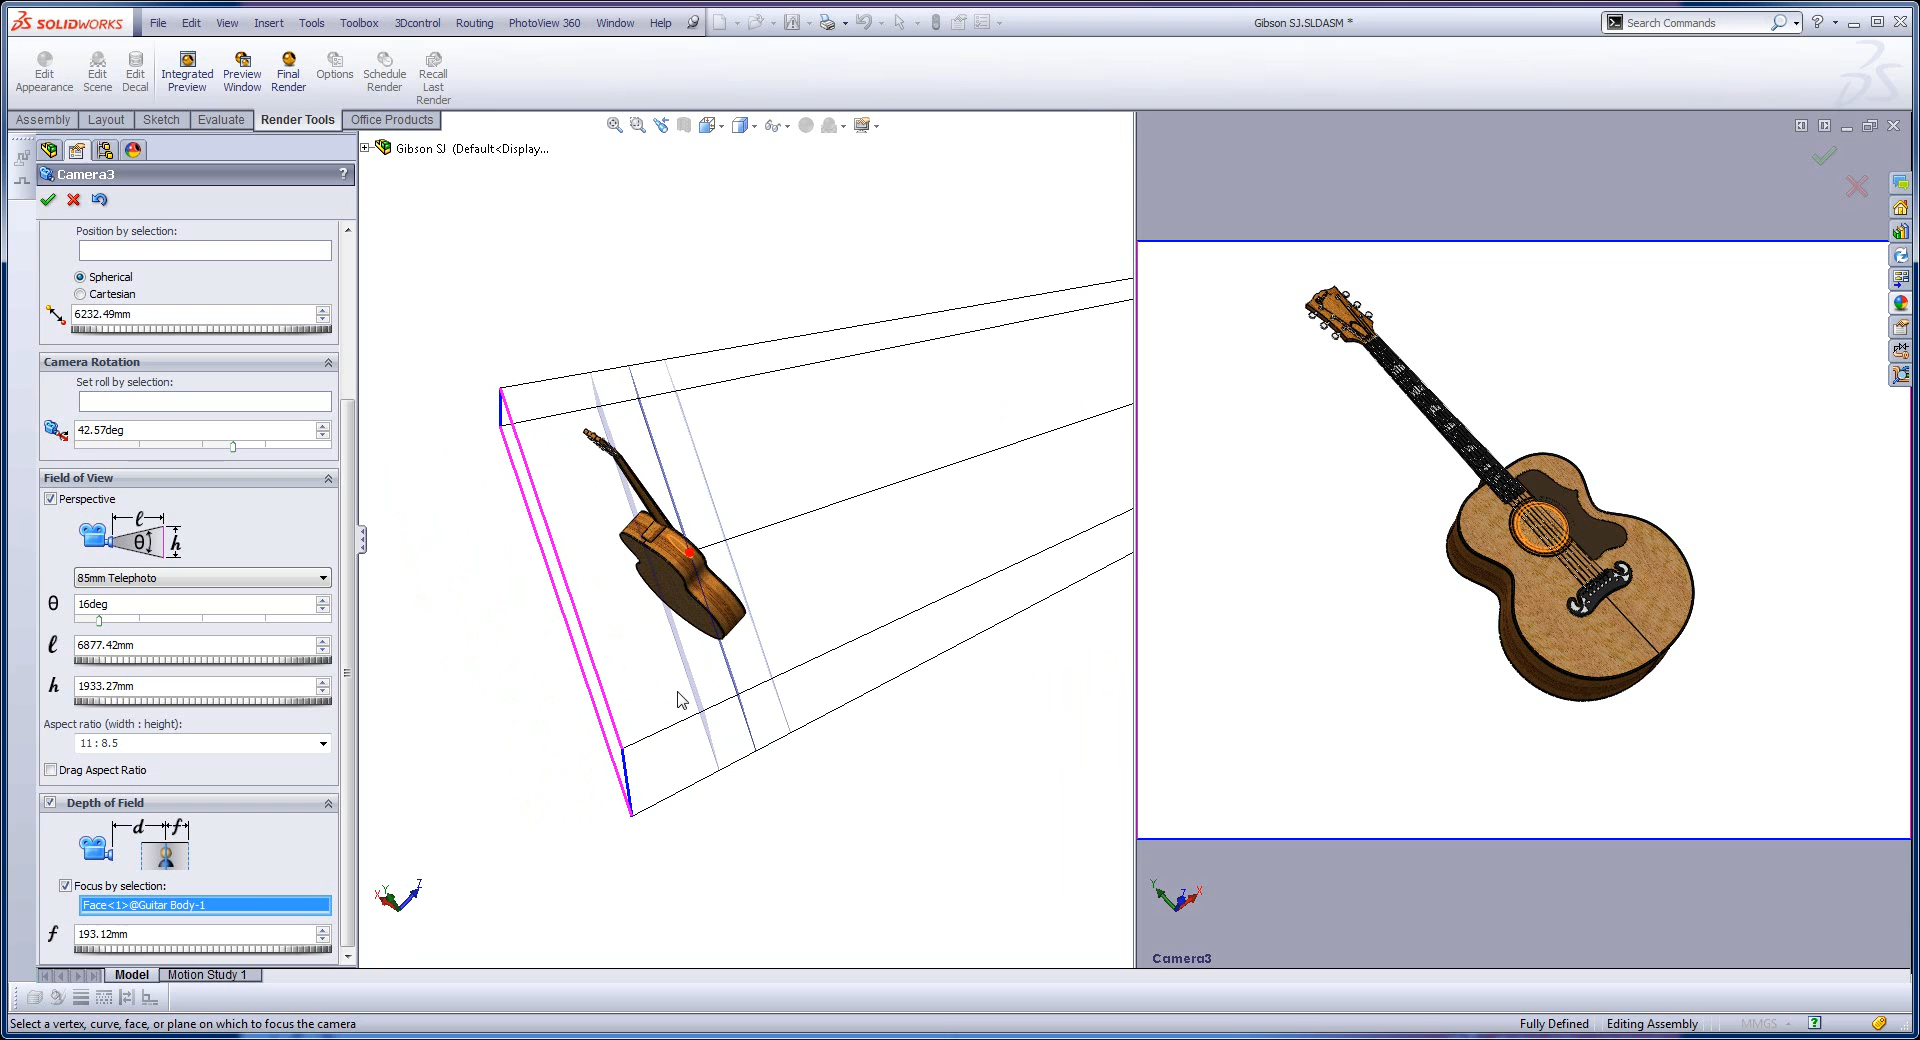 SOLIDWORKS File Edit View Insert Tools Toolbox 3Dcontrol Routing PhotoView 360 Window Help Gibson SJ.SLDASM * Search Commands ?
Edit Appearance
Edit Scene
Edit Decal
Integrated Preview
Preview Window
Final Render
Options
Schedule Render
Recall Last Render
Assembly Layout Sketch Evaluate Render Tools Office Products
Gibson SJ (Default<Display...
Camera3 ?
Position by selection:
Spherical
Cartesian
6232.49mm
Camera Rotation
Set roll by selection:
42.57deg
Field of View
Perspective
ℓ
θ h
85mm Telephoto
θ 16deg
ℓ 6877.42mm
h 1933.27mm
Aspect ratio (width : height):
11 : 8.5
Drag Aspect Ratio
Depth of Field
d f
Focus by selection:
Face<1>@Guitar Body-1
f 193.12mm
X Y Z
Y Z X
Camera3
Model Motion Study 1
Select a vertex, curve, face, or plane on which to focus the camera Fully Defined Editing Assembly MMGS ?